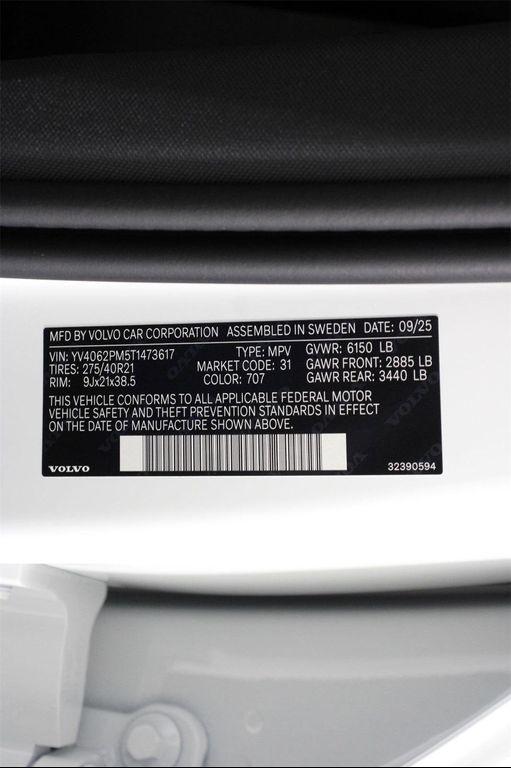 MFD BY VOLVO CAR CORPORATION ASSEMBLED IN SWEDEN DATE: 09/25
VIN: YV4062PM5T1473617 TYPE: MPV GVWR: 6150 LB
TIRES: 275/40R21 MARKET CODE: 31 GAWR FRONT: 2885 LB
RIM: 9Jx21x38.5 COLOR: 707 GAWR REAR: 3440 LB
THIS VEHICLE CONFORMS TO ALL APPLICABLE FEDERAL MOTOR
VEHICLE SAFETY AND THEFT PREVENTION STANDARDS IN EFFECT
ON THE DATE OF MANUFACTURE SHOWN ABOVE.
VOLVO 32390594